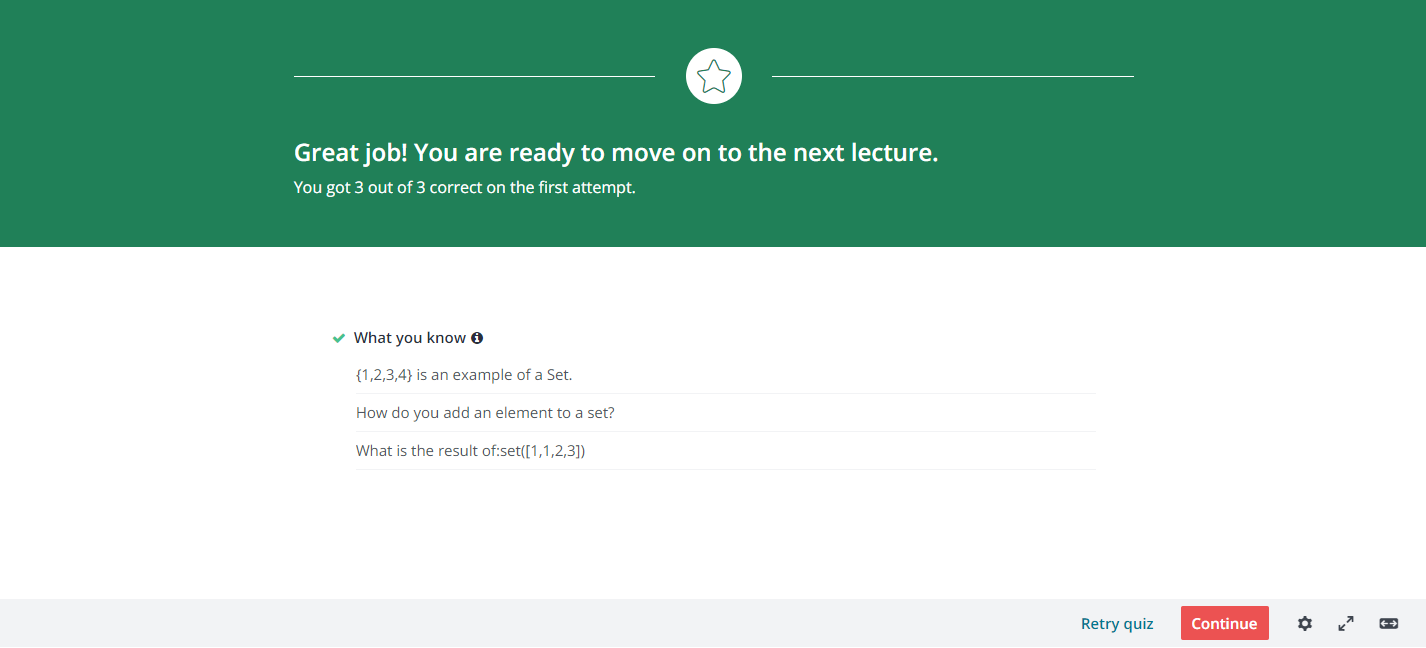 Great job! You are ready to move on to the next lecture.
You got 3 out of 3 correct on the first attempt.
What you know
{1,2,3,4} is an example of a Set.
How do you add an element to a set?
What is the result of:set([1,1,2,3])
Retry quiz
Continue